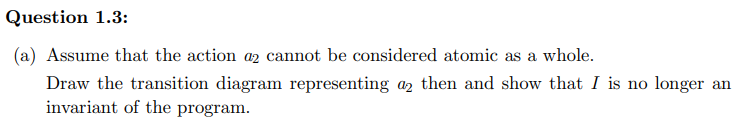 Question 1.3:
(a) Assume that the action a₂ cannot be considered atomic as a whole.
Draw the transition diagram representing a₂ then and show that I is no longer an
invariant of the program.